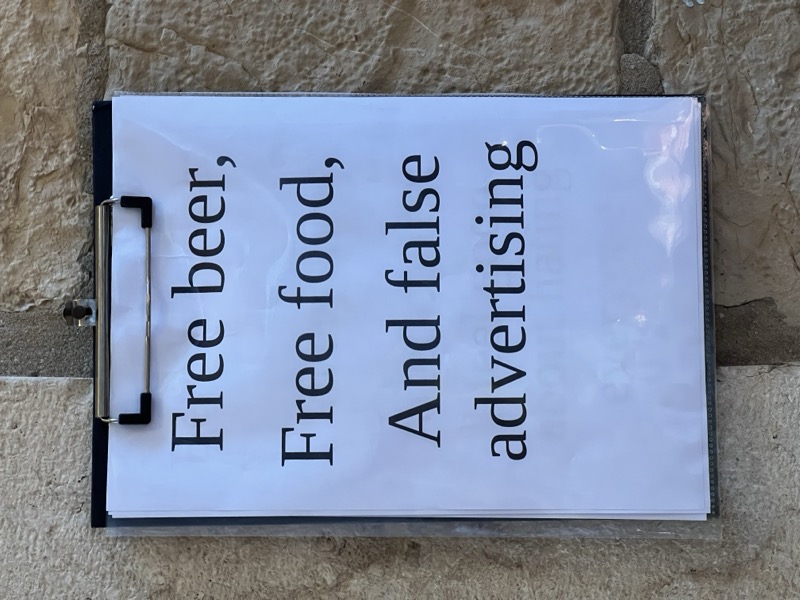 Free beer,
Free food,
And false
advertising